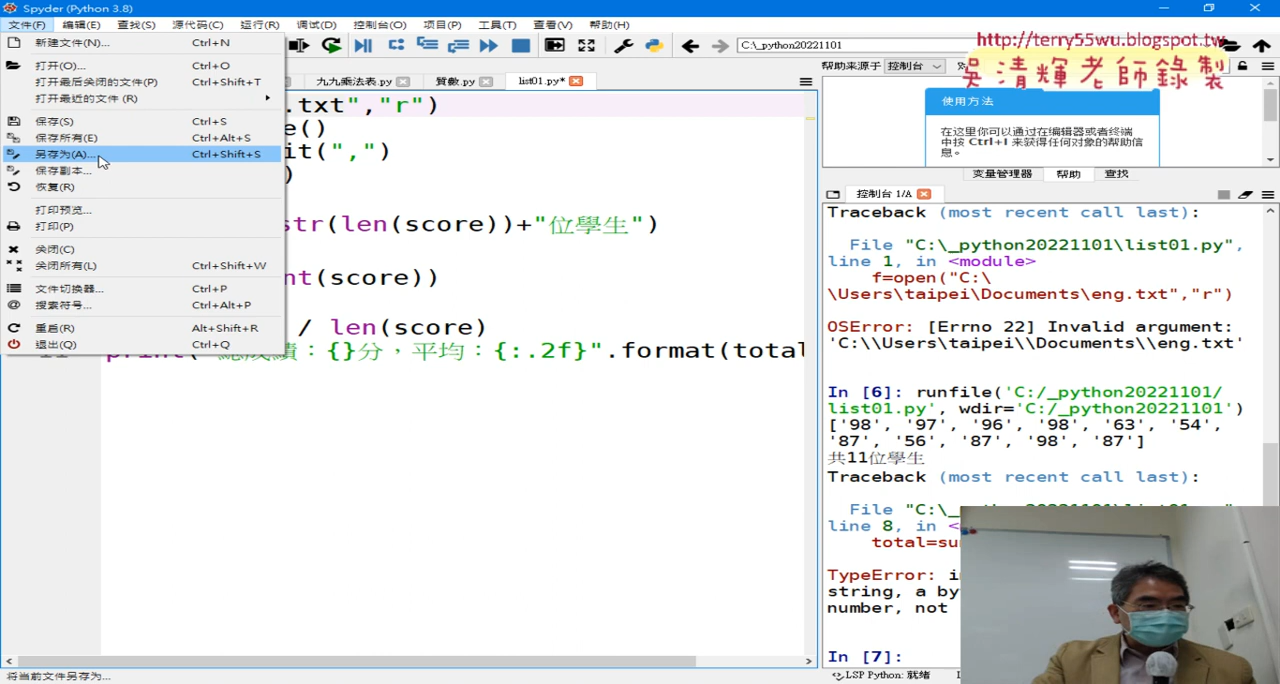 Spyder (Python 3.8)
文件(F) 编辑(E) 查找(S) 源代码(C) 运行(R) 调试(D) 控制台(O) 项目(P) 工具(T) 查看(V) 帮助(H)
新建文件(N)... Ctrl+N
打开(O)... Ctrl+O
打开最后关闭的文件(P) Ctrl+Shift+T
打开最近的文件 (R)
保存(S) Ctrl+S
保存所有(E) Ctrl+Alt+S
另存为(A)... Ctrl+Shift+S
保存副本...
恢复(R)
打印预览...
打印(P)
关闭(C)
关闭所有(L) Ctrl+Shift+W
文件切换器... Ctrl+P
搜索符号... Ctrl+Alt+P
重启(R) Alt+Shift+R
退出(Q) Ctrl+Q
九九乘法表.py 質數.py list01.py*
.txt","r")
e()
it(",")
)
str(len(score))+"位學生")
nt(score))
/ len(score)
{}分，平均：{:.2f}".format(total
C:\_python20221101
http://terry55wu.blogspot.tw
吳清輝老師錄製
帮助来源于 控制台
使用方法
在这里你可以通过在编辑器或者终端
中按 Ctrl+I 来获得任何对象的帮助信
息。
变量管理器 帮助 查找
控制台 1/A
Traceback (most recent call last):
File "C:\_python20221101\list01.py",
line 1, in <module>
f=open("C:\
\Users\taipei\Documents\eng.txt","r")
OSError: [Errno 22] Invalid argument:
'C:\\Users\taipei\\Documents\\eng.txt'
In [6]: runfile('C:/_python20221101/
list01.py', wdir='C:/_python20221101')
['98', '97', '96', '98', '63', '54',
'87', '56', '87', '98', '87']
共11位學生
Traceback (most recent call last):
File "C:\_
line 8, in <
total=su
TypeError: i
string, a by
number, not
In [7]:
将当前文件另存为...
LSP Python: 就绪